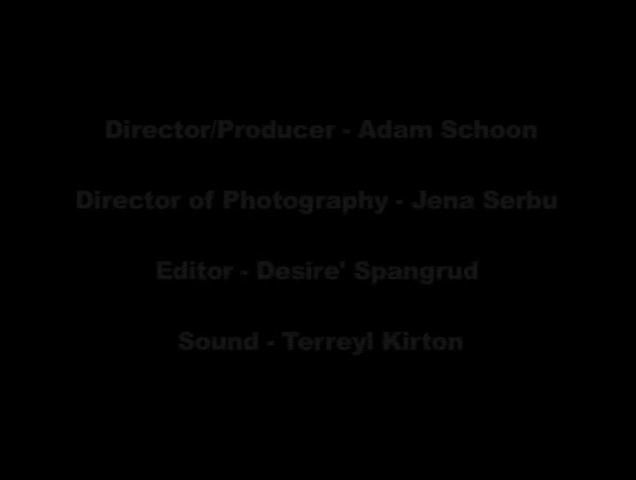 Director/Producer - Adam Schoon
Director of Photography - Jena Serbu
Editor - Desire' Spangrud
Sound - Terreyl Kirton